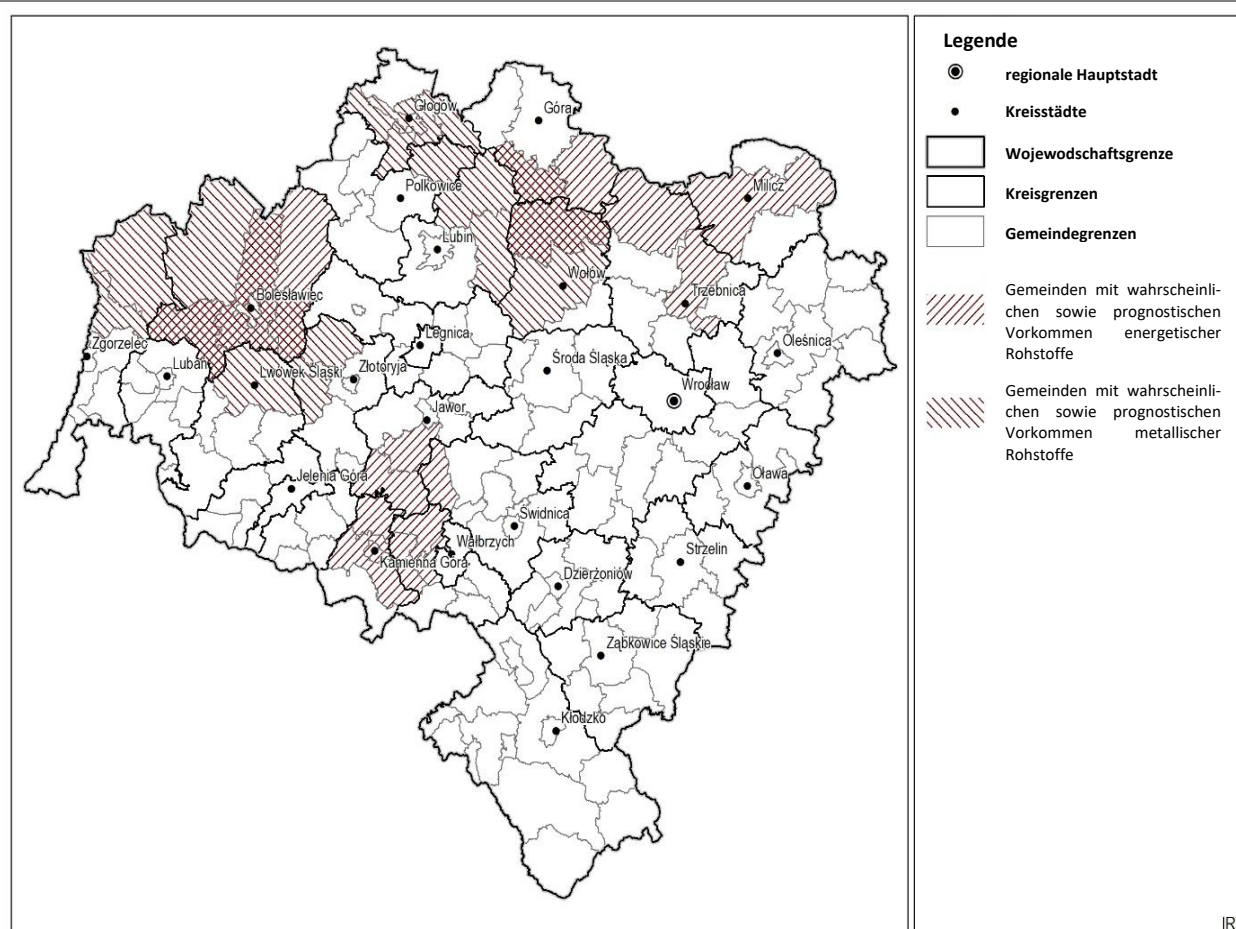 Głogów
Góra
Polkowice
Milicz
Lubin
Wołów
Trzebnica
Bolesławiec
Zgorzelec
Legnica
Oleśnica
Lubań
Lwówek Śląski
Złotoryja
Środa Śląska
Wrocław
Jawor
Jelenia Góra
Oława
Świdnica
Wałbrzych
Strzelin
Kamienna Góra
Dzierżoniów
Ząbkowice Śląskie
Kłodzko
Legende
regionale Hauptstadt
Kreisstädte
Wojewodschaftsgrenze
Kreisgrenzen
Gemeindegrenzen
Gemeinden mit wahrscheinli-
chen sowie prognostischen
Vorkommen energetischer
Rohstoffe
Gemeinden mit wahrscheinli-
chen sowie prognostischen
Vorkommen metallischer
Rohstoffe